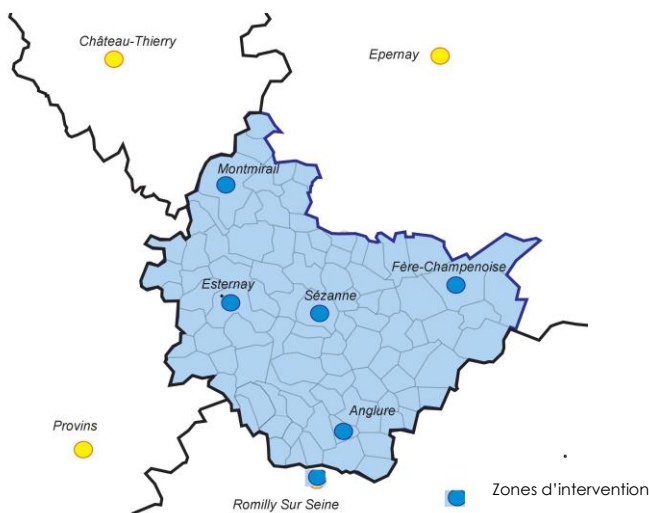 Château-Thierry
Epernay
Montmirail
Fère-Champenoise
Esternay
Sézanne
Anglure
Provins
Romilly Sur Seine
Zones d'intervention